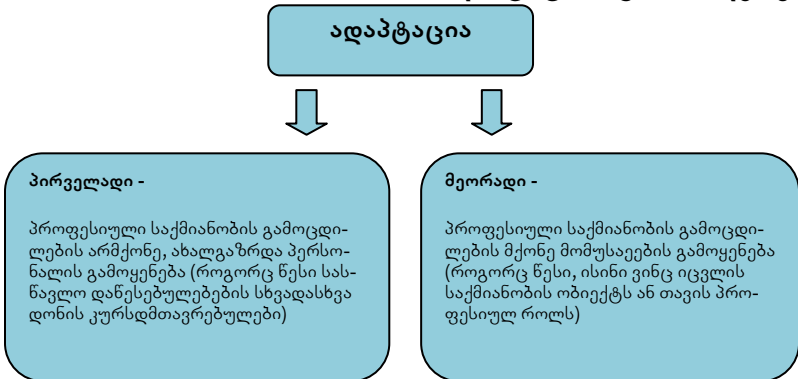 ადაპტაცია
პირველადი -
პროფესიული საქმიანობის გამოცდი-
ლების არმქონე, ახალგაზრდა პერსო-
ნალის გამოყენება (როგორც წესი სას-
წავლო დაწესებულებების სხვადასხვა
დონის კურსდმთავრებულები)
მეორადი -
პროფესიული საქმიანობის გამოცდი-
ლების მქონე მომუსაეების გამოყენება
(როგორც წესი, ისინი ვინც იცვლის
საქმიანობის ობიექტს ან თავის პრო-
ფესიულ როლს)